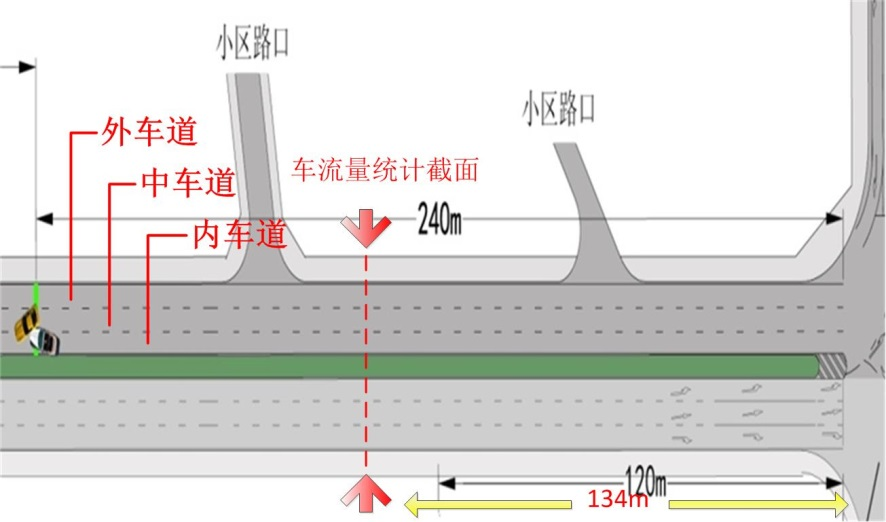 小区路口
小区路口
外车道
车流量统计截面
中车道
240m
内车道
120m
134m